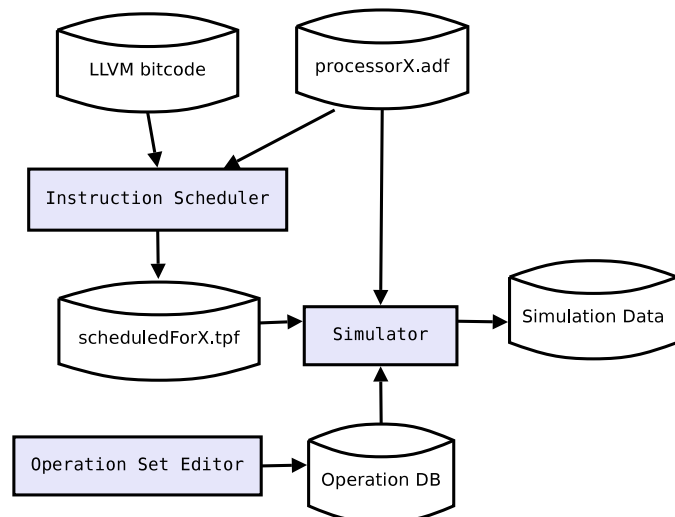 LLVM bitcode
processorX.adf
Instruction Scheduler
scheduledForX.tpf
Simulator
Simulation Data
Operation Set Editor
Operation DB